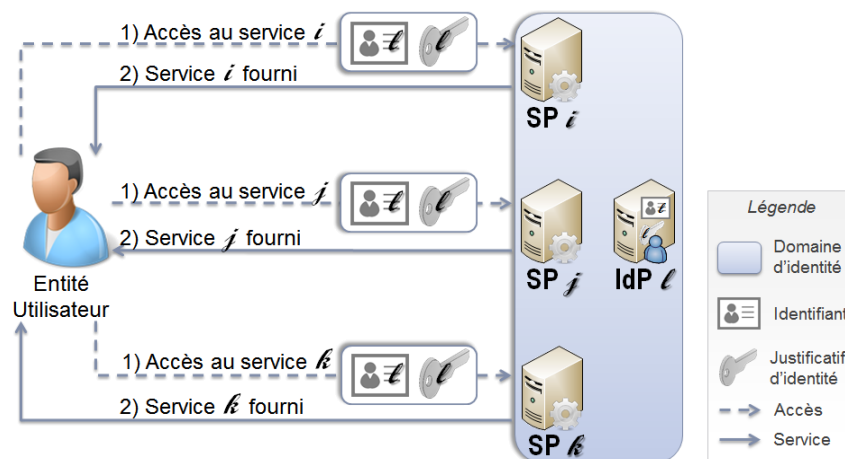 1) Accès au service i
l l
2) Service i fourni
SP i
1) Accès au service j
l l
2) Service j fourni
SP j
l
l
IdP l
Entité
Utilisateur
1) Accès au service k
l l
2) Service k fourni
SP k
Légende
Domaine
d'identité
Identifiant
Justificatif
d'identité
Accès
Service